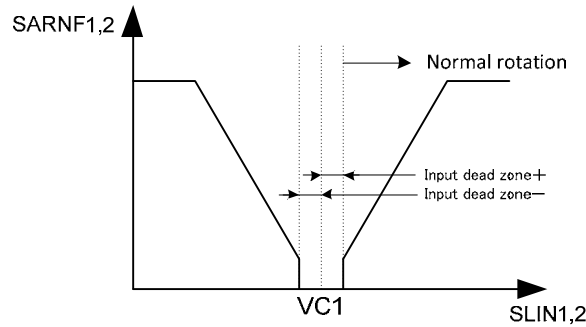 SARNF1,2
Normal rotation
Input dead zone+
Input dead zone−
VC1
SLIN1,2